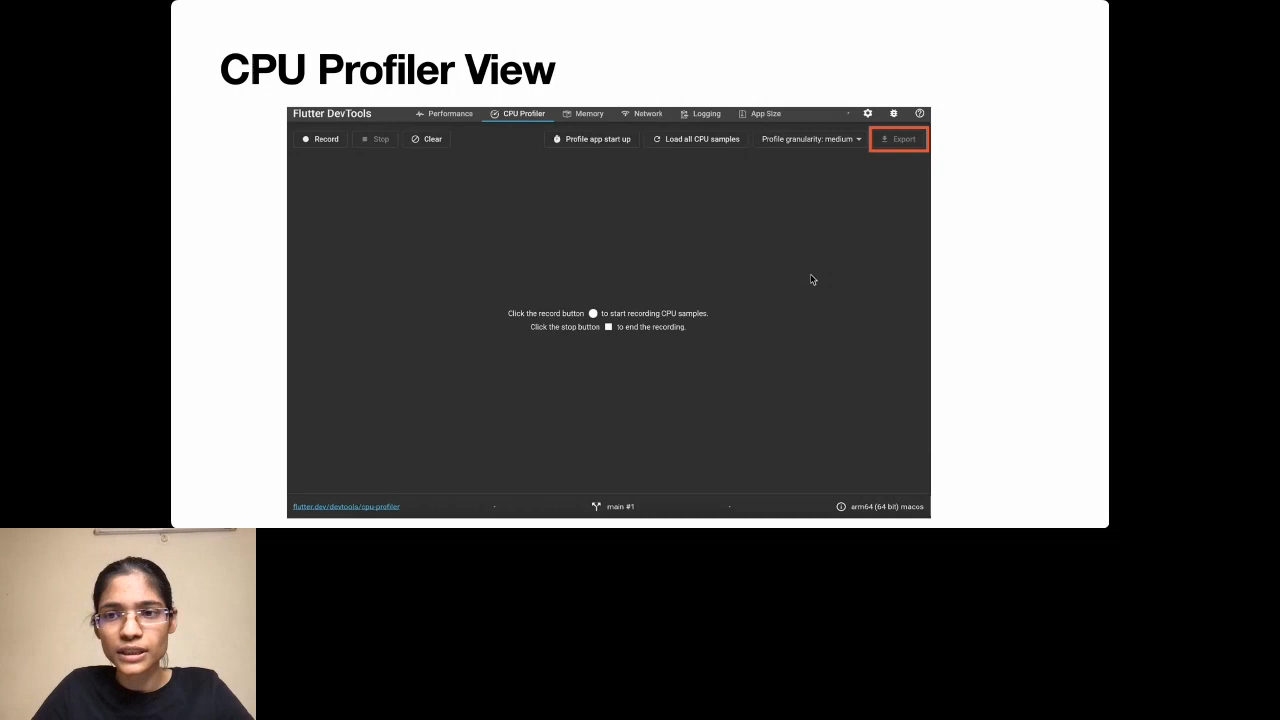 CPU Profiler View
Flutter DevTools Performance CPU Profiler Memory Network Logging App Size
Record Stop Clear Profile app start up Load all CPU samples Profile granularity: medium Export
Click the record button to start recording CPU samples.
Click the stop button to end the recording.
flutter.dev/devtools/cpu-profiler main #1 arm64 (64 bit) macos